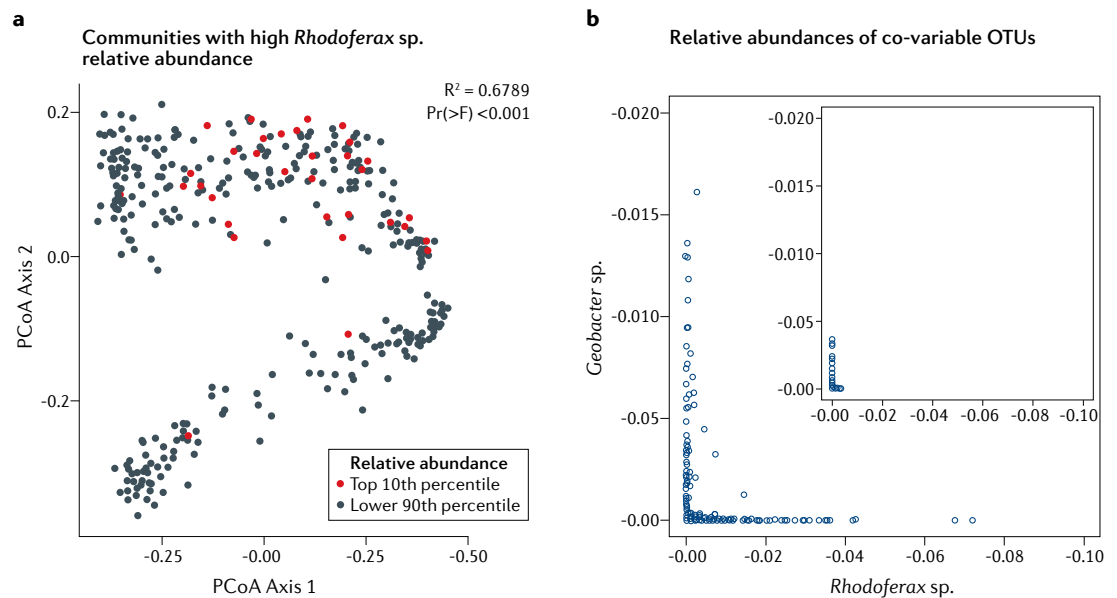 a
Communities with high Rhodoferax sp.
relative abundance
R² = 0.6789
Pr(>F) <0.001
0.2
0.0
-0.2
PCoA Axis 2
-0.25
-0.00
-0.25
-0.50
PCoA Axis 1
Relative abundance
Top 10th percentile
Lower 90th percentile
b
Relative abundances of co-variable OTUs
-0.020
-0.015
-0.010
-0.05
-0.00
Geobacter sp.
-0.00
-0.02
-0.04
-0.06
-0.08
-0.10
Rhodoferax sp.
-0.020
-0.015
-0.010
-0.05
-0.00
-0.00
-0.02
-0.04
-0.06
-0.08
-0.10